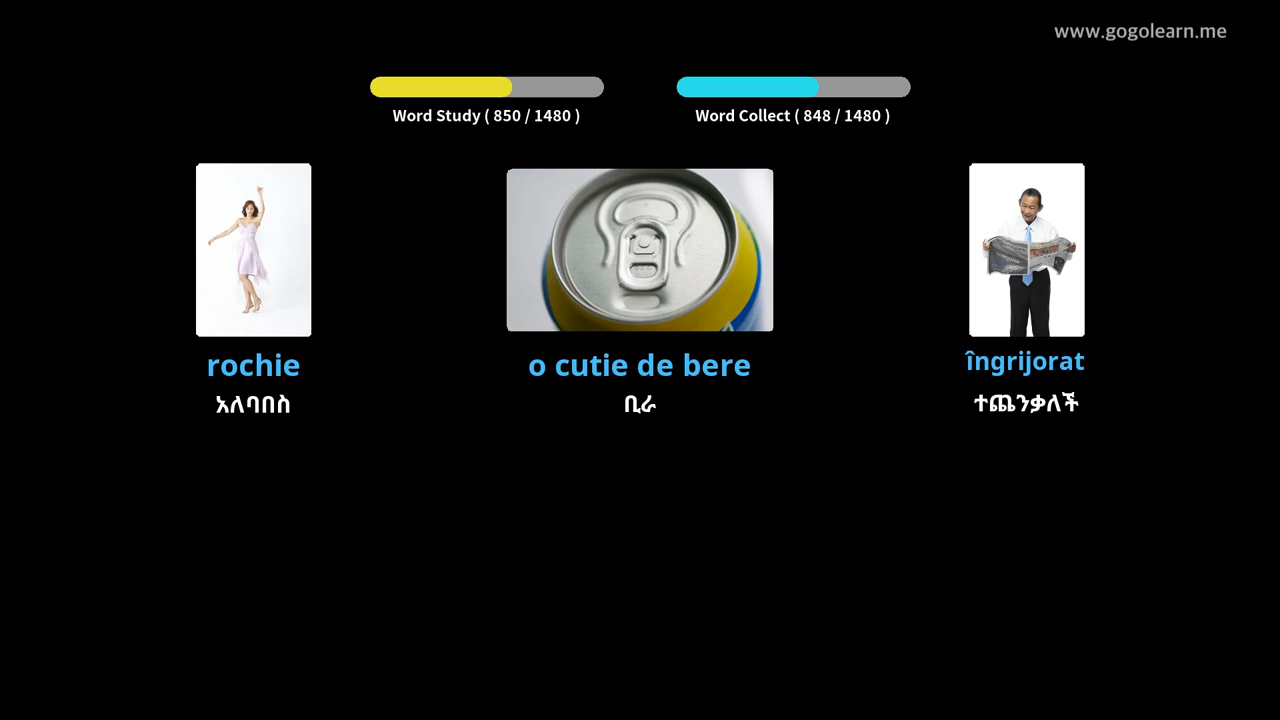 www.gogolearn.me
Word Study ( 850 / 1480 )
Word Collect ( 848 / 1480 )
rochie
o cutie de bere
îngrijorat
አለባበስ
ቢራ
ተጨንቃለች